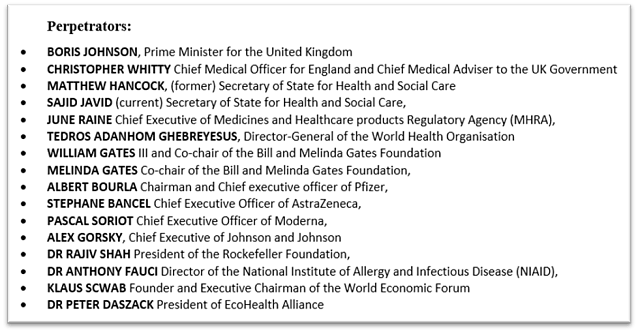 Perpetrators:
• BORIS JOHNSON, Prime Minister for the United Kingdom
• CHRISTOPHER WHITTY Chief Medical Officer for England and Chief Medical Adviser to the UK Government
• MATTHEW HANCOCK, (former) Secretary of State for Health and Social Care
• SAJID JAVID (current) Secretary of State for Health and Social Care,
• JUNE RAINE Chief Executive of Medicines and Healthcare products Regulatory Agency (MHRA),
• TEDROS ADANHOM GHEBREYESUS, Director-General of the World Health Organisation
• WILLIAM GATES III and Co-chair of the Bill and Melinda Gates Foundation
• MELINDA GATES Co-chair of the Bill and Melinda Gates Foundation,
• ALBERT BOURLA Chairman and Chief executive officer of Pfizer,
• STEPHANE BANCEL Chief Executive Officer of AstraZeneca,
• PASCAL SORIOT Chief Executive Officer of Moderna,
• ALEX GORSKY, Chief Executive of Johnson and Johnson
• DR RAJIV SHAH President of the Rockefeller Foundation,
• DR ANTHONY FAUCI Director of the National Institute of Allergy and Infectious Disease (NIAID),
• KLAUS SCWAB Founder and Executive Chairman of the World Economic Forum
• DR PETER DASZACK President of EcoHealth Alliance